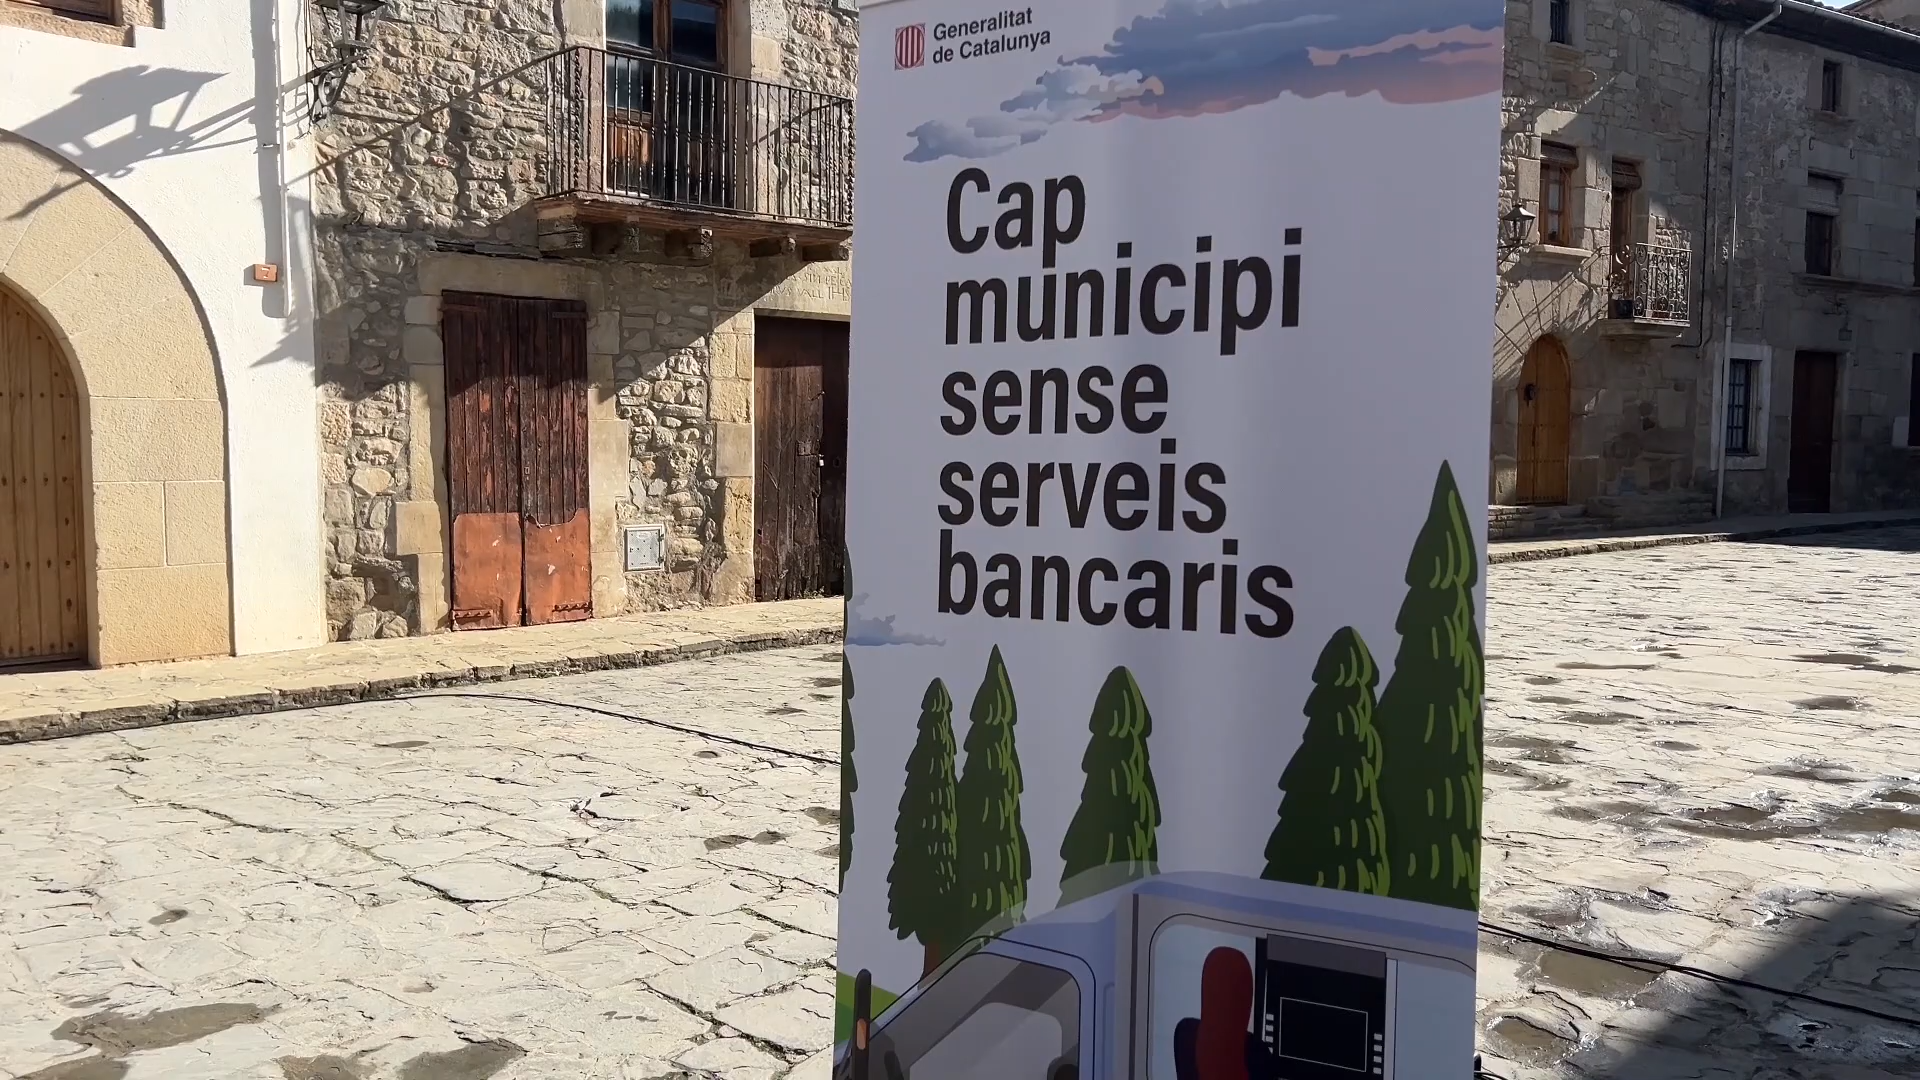 Generalitat
de Catalunya
Cap
municipi
sense
serveis
bancaris